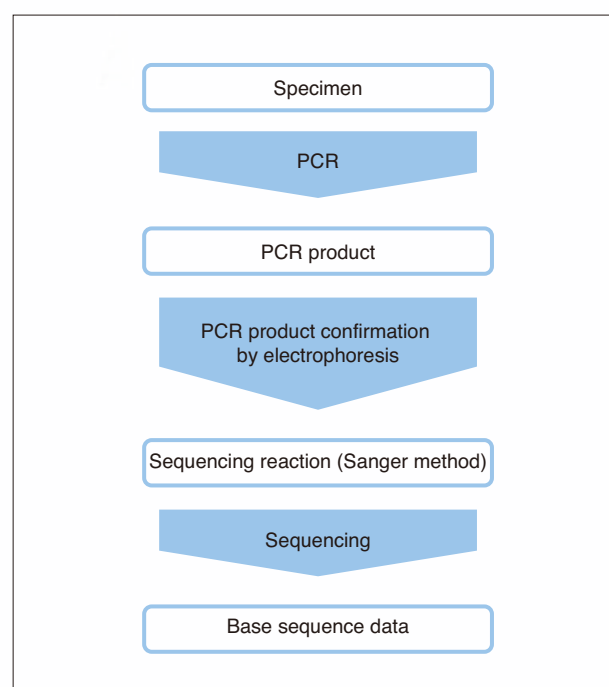 Specimen
PCR
PCR product
PCR product confirmation
by electrophoresis
Sequencing reaction (Sanger method)
Sequencing
Base sequence data